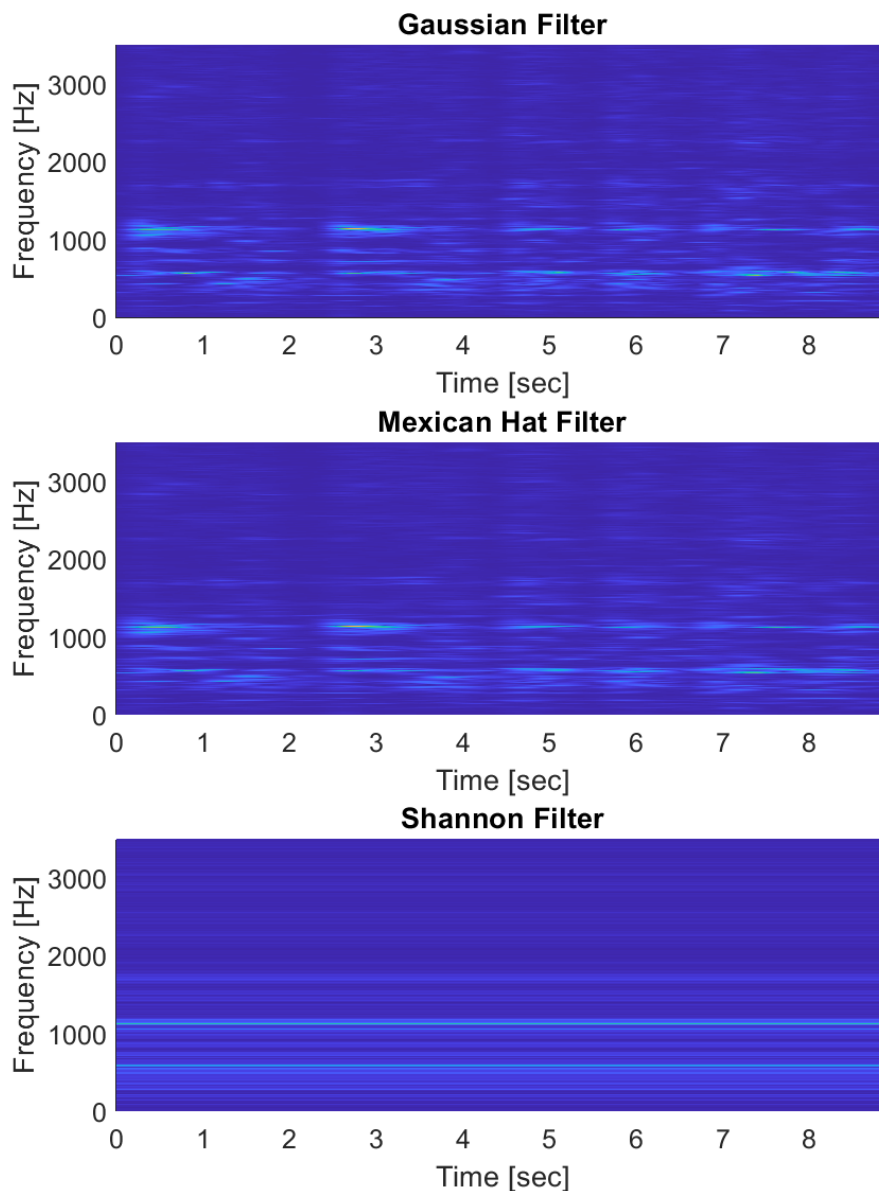 Gaussian Filter
Frequency [Hz]
3000
2000
1000
0
0 1 2 3 4 5 6 7 8
Time [sec]
Mexican Hat Filter
Frequency [Hz]
3000
2000
1000
0
0 1 2 3 4 5 6 7 8
Time [sec]
Shannon Filter
Frequency [Hz]
3000
2000
1000
0
0 1 2 3 4 5 6 7 8
Time [sec]